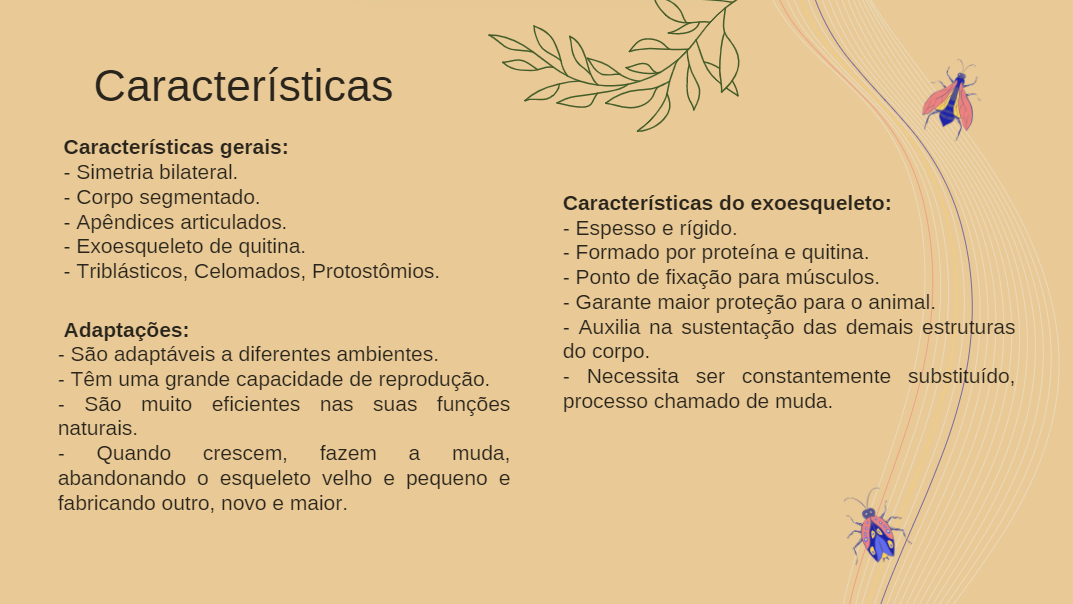 Características
Características gerais:
- Simetria bilateral.
- Corpo segmentado.
- Apêndices articulados.
- Exoesqueleto de quitina.
- Triblásticos, Celomados, Protostômios.
Adaptações:
- São adaptáveis a diferentes ambientes.
- Têm uma grande capacidade de reprodução.
- São muito eficientes nas suas funções
naturais.
- Quando crescem, fazem a muda,
abandonando o esqueleto velho e pequeno e
fabricando outro, novo e maior.
Características do exoesqueleto:
- Espesso e rígido.
- Formado por proteína e quitina.
- Ponto de fixação para músculos.
- Garante maior proteção para o animal.
- Auxilia na sustentação das demais estruturas
do corpo.
- Necessita ser constantemente substituído,
processo chamado de muda.